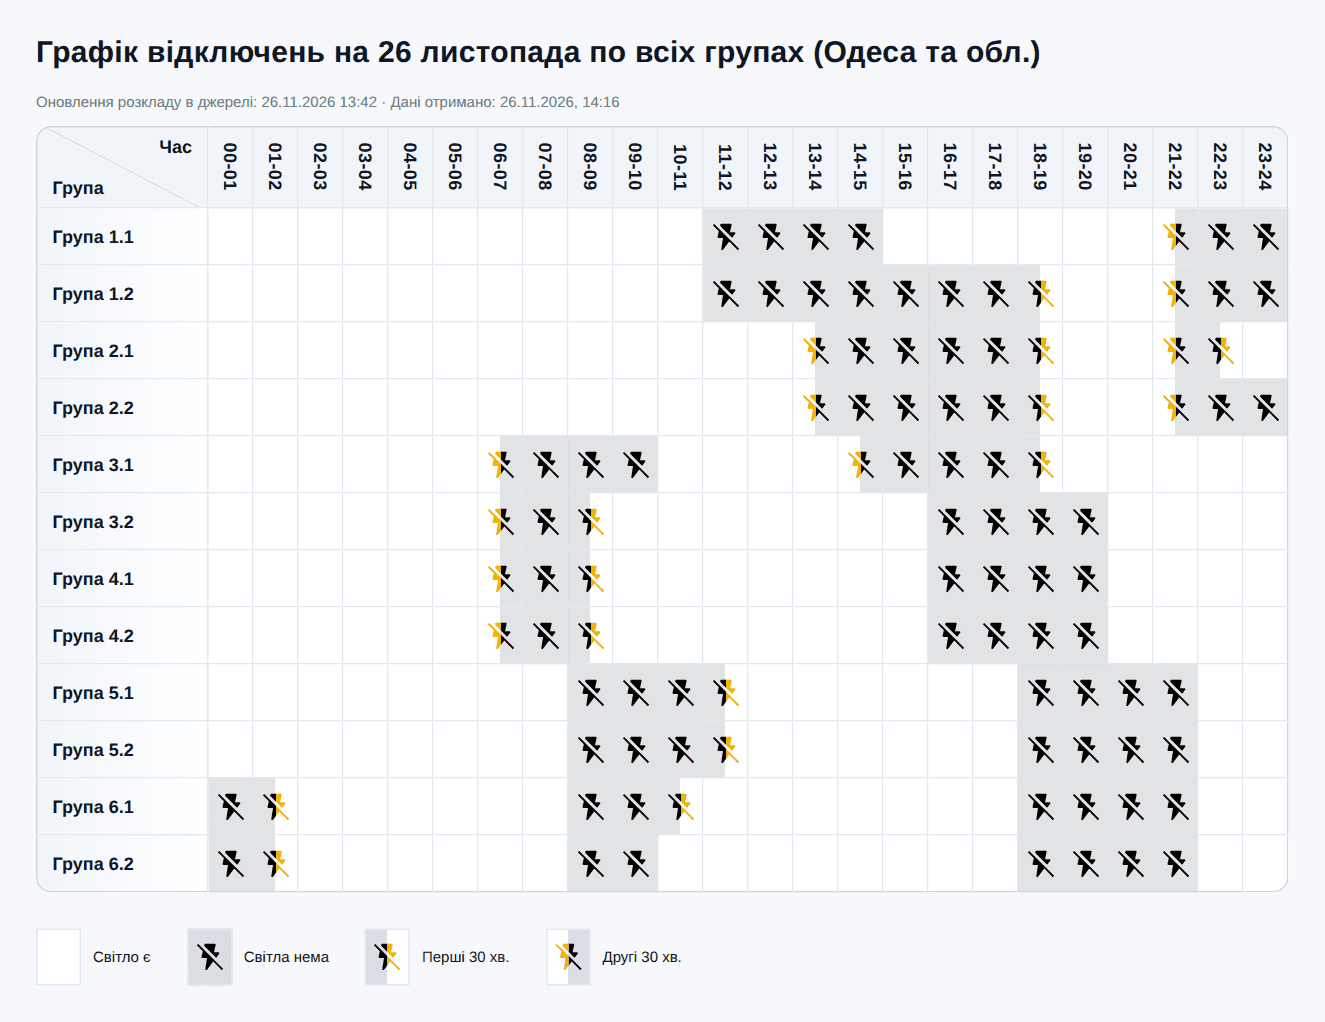 Графік відключень на 26 листопада по всіх групах (Одеса та обл.)
Оновлення розкладу в джерелі: 26.11.2026 13:42 · Дані отримано: 26.11.2026, 14:16
Час
Група
00-01 01-02 02-03 03-04 04-05 05-06 06-07 07-08 08-09 09-10 10-11 11-12 12-13 13-14 14-15 15-16 16-17 17-18 18-19 19-20 20-21 21-22 22-23 23-24
Група 1.1
Група 1.2
Група 2.1
Група 2.2
Група 3.1
Група 3.2
Група 4.1
Група 4.2
Група 5.1
Група 5.2
Група 6.1
Група 6.2
Світло є Світла нема Перші 30 хв. Другі 30 хв.